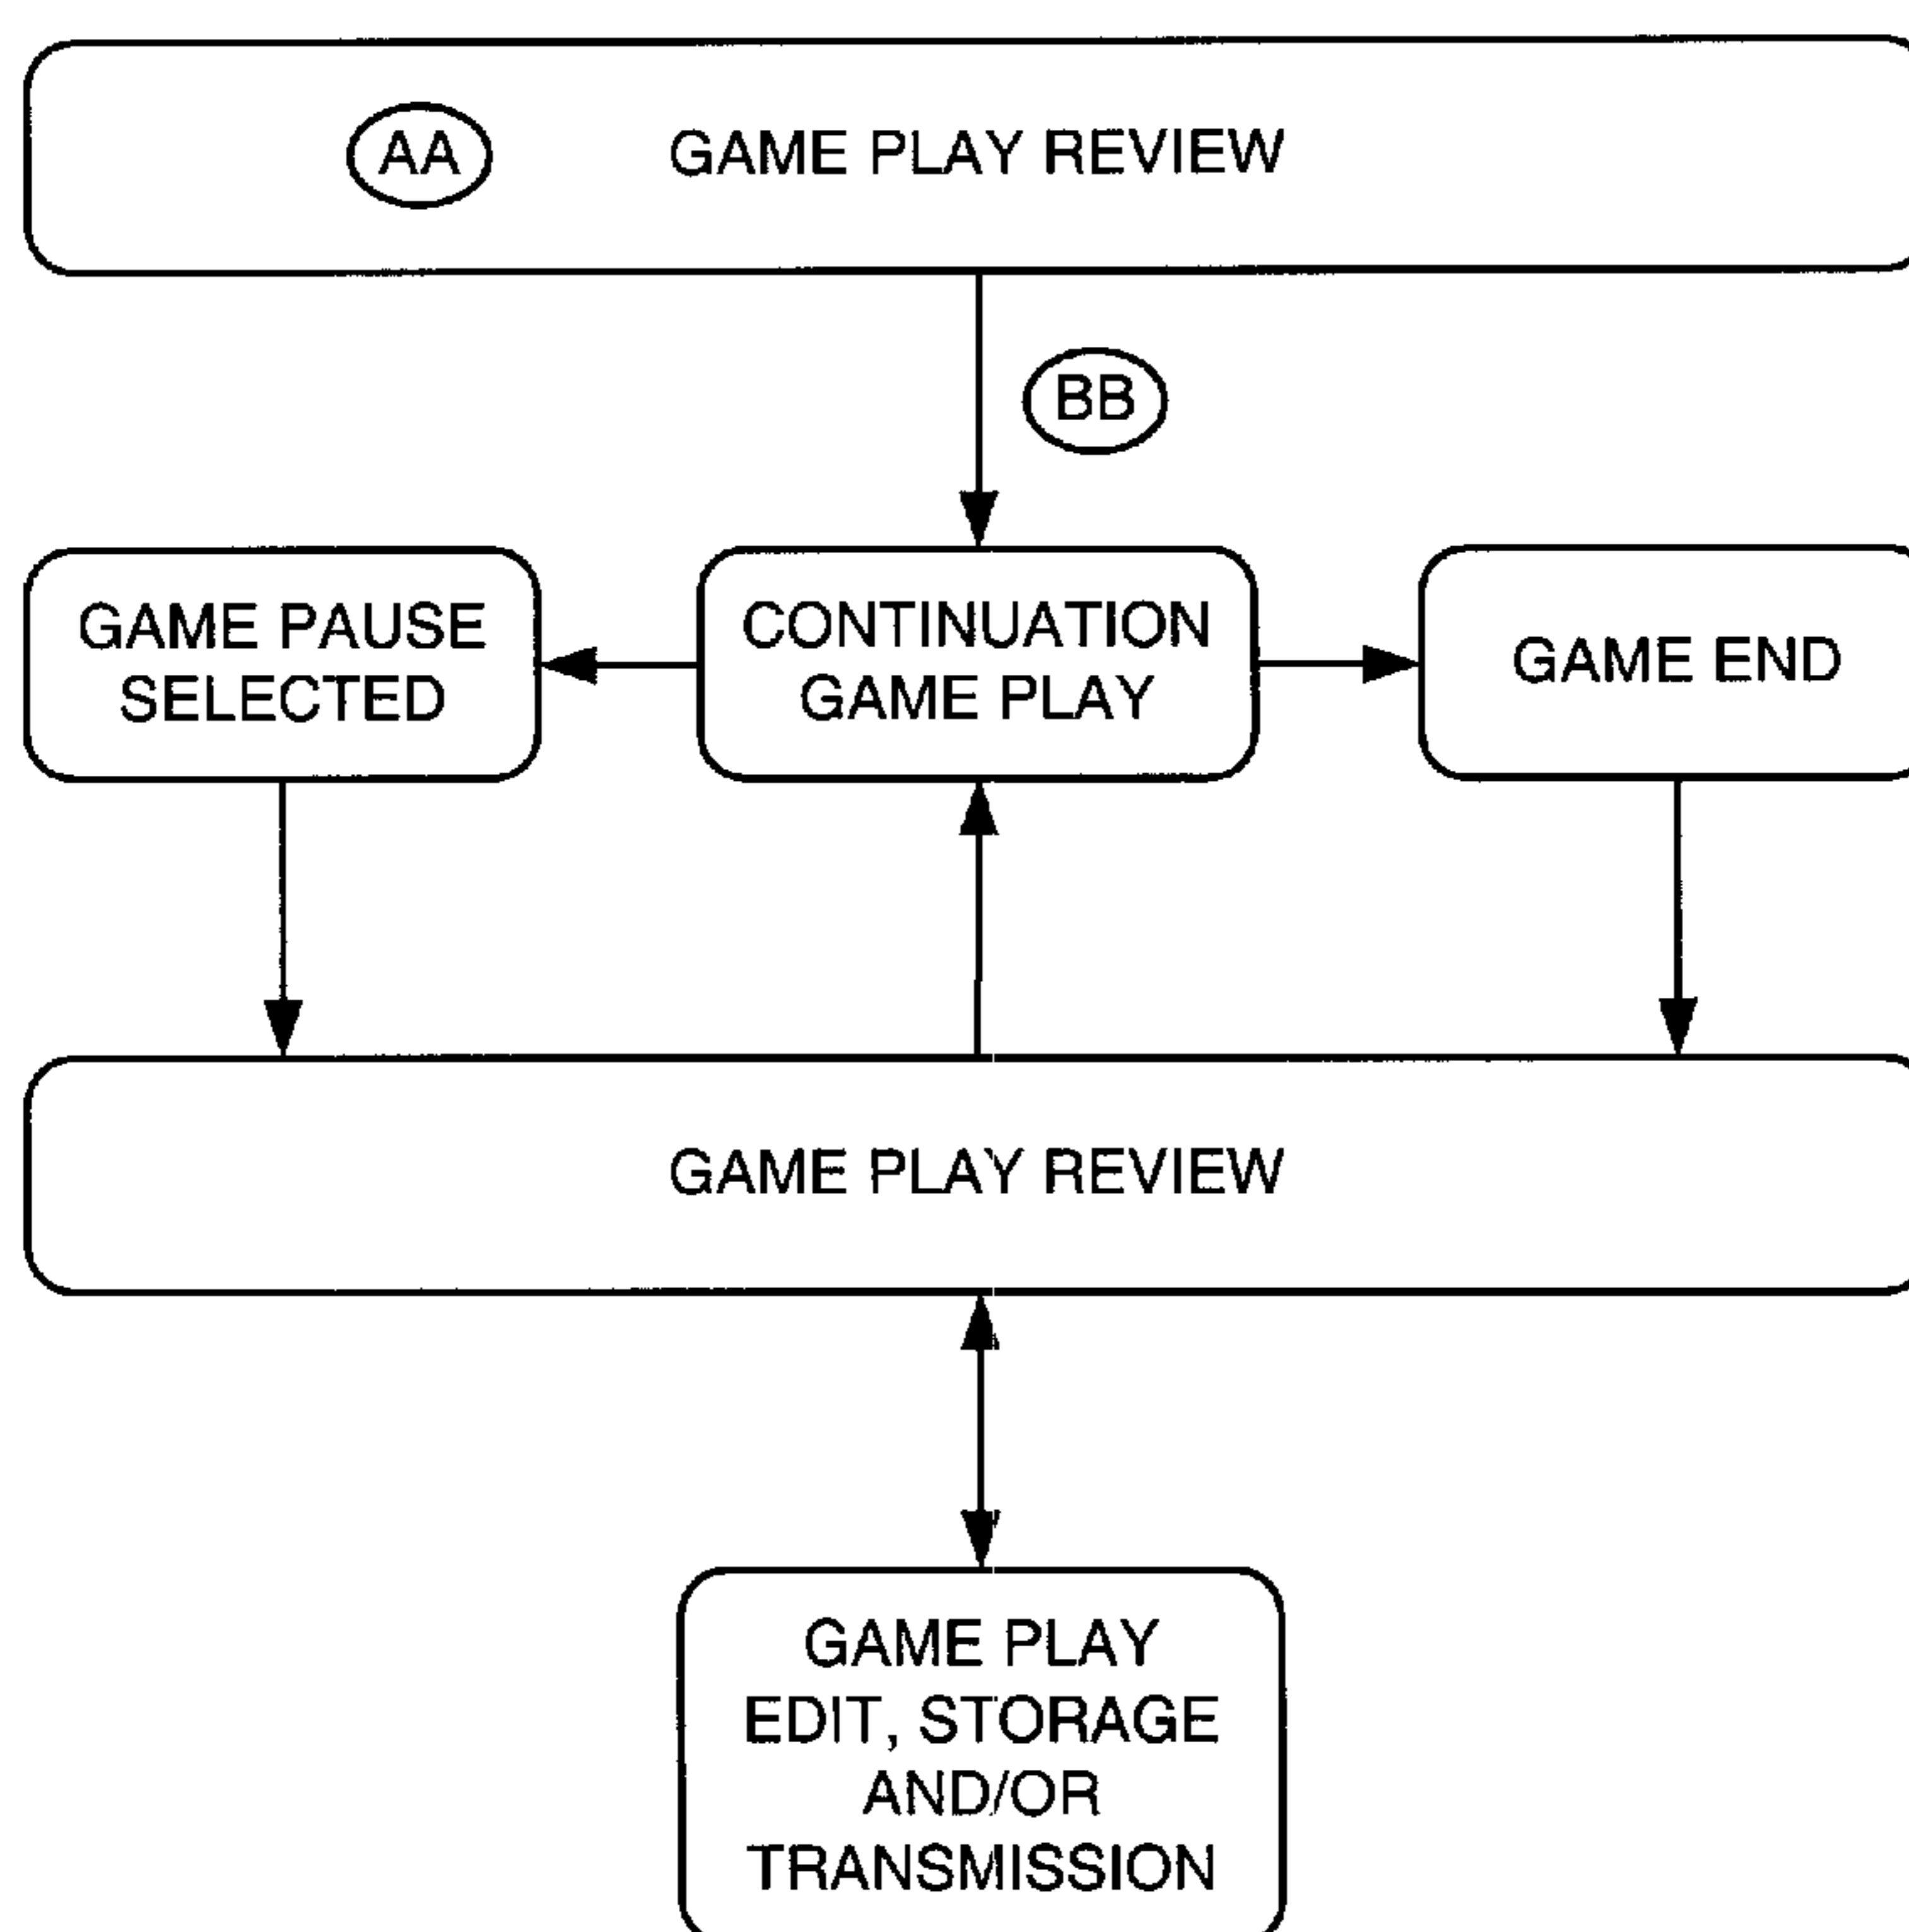 AA GAME PLAY REVIEW
BB
GAME PAUSE
SELECTED
CONTINUATION
GAME PLAY
GAME END
GAME PLAY REVIEW
GAME PLAY
EDIT, STORAGE
AND/OR
TRANSMISSION